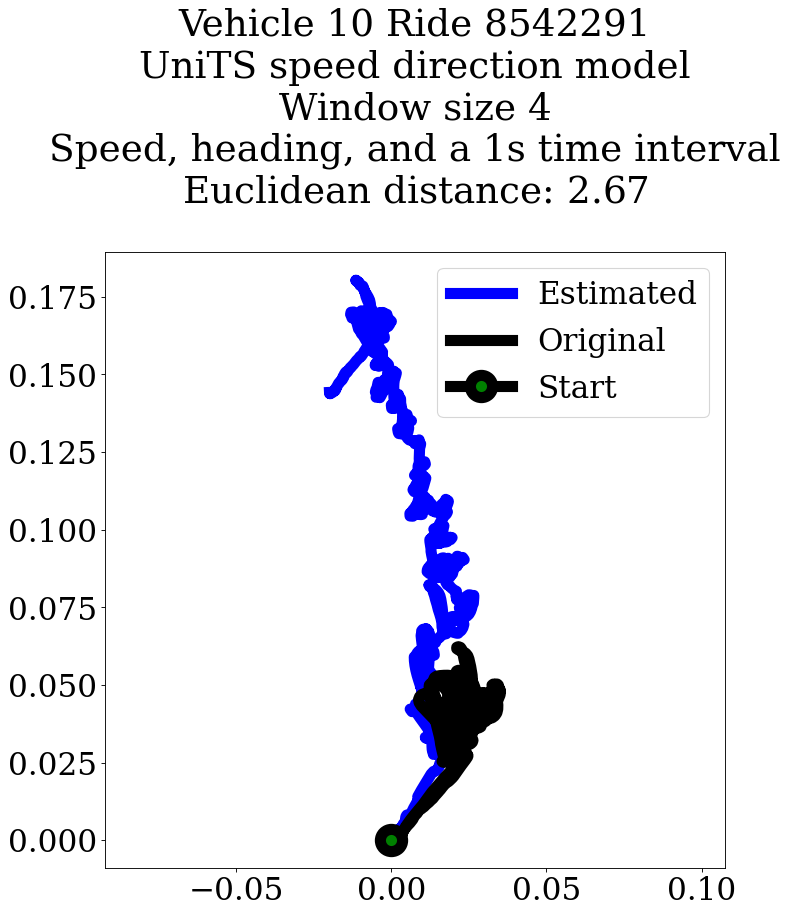 Vehicle 10 Ride 8542291
UniTS speed direction model
Window size 4
Speed, heading, and a 1s time interval
Euclidean distance: 2.67
Estimated
Original
Start
0.175
0.150
0.125
0.100
0.075
0.050
0.025
0.000
−0.05
0.00
0.05
0.10